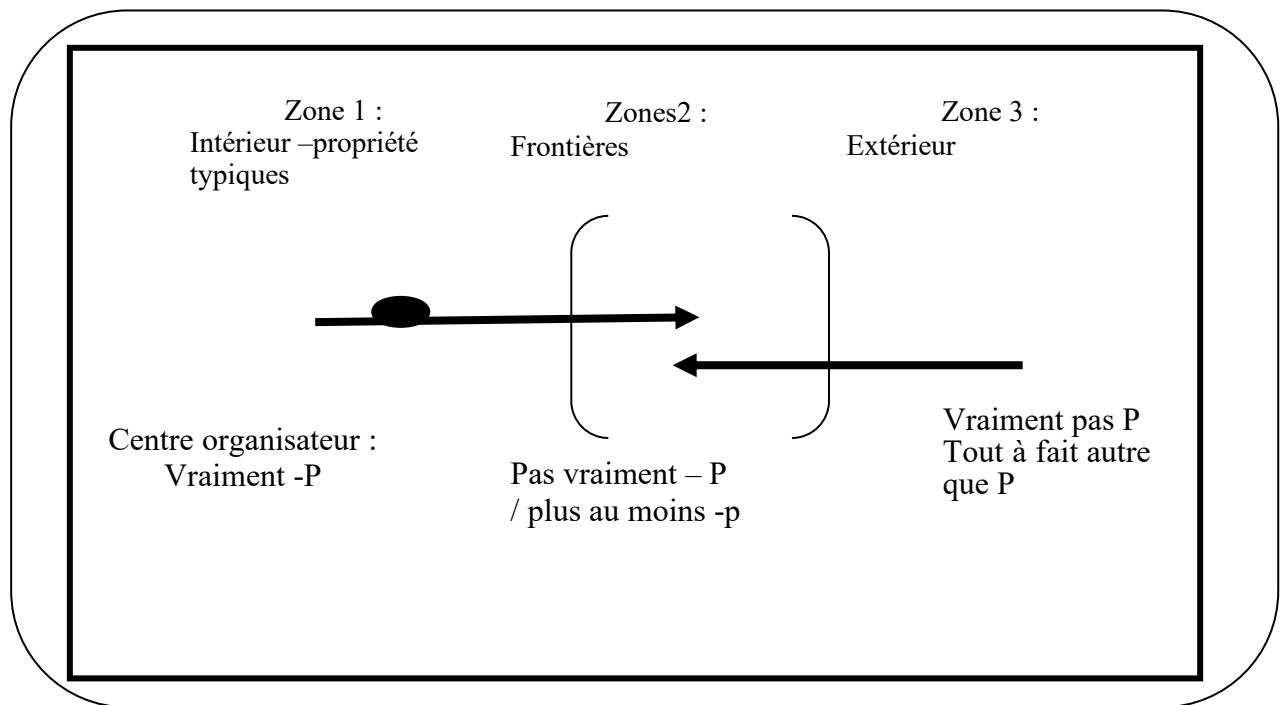 Zone 1 :
Intérieur –propriété
typiques
Zones2 :
Frontières
Zone 3 :
Extérieur
Centre organisateur :
Vraiment -P
Pas vraiment – P
/ plus au moins -p
Vraiment pas P
Tout à fait autre
que P